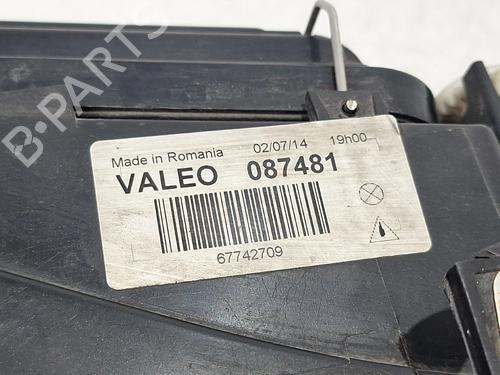 B-PARTS
Made in Romania 02/07/14 19h00
VALEO 087481
67742709